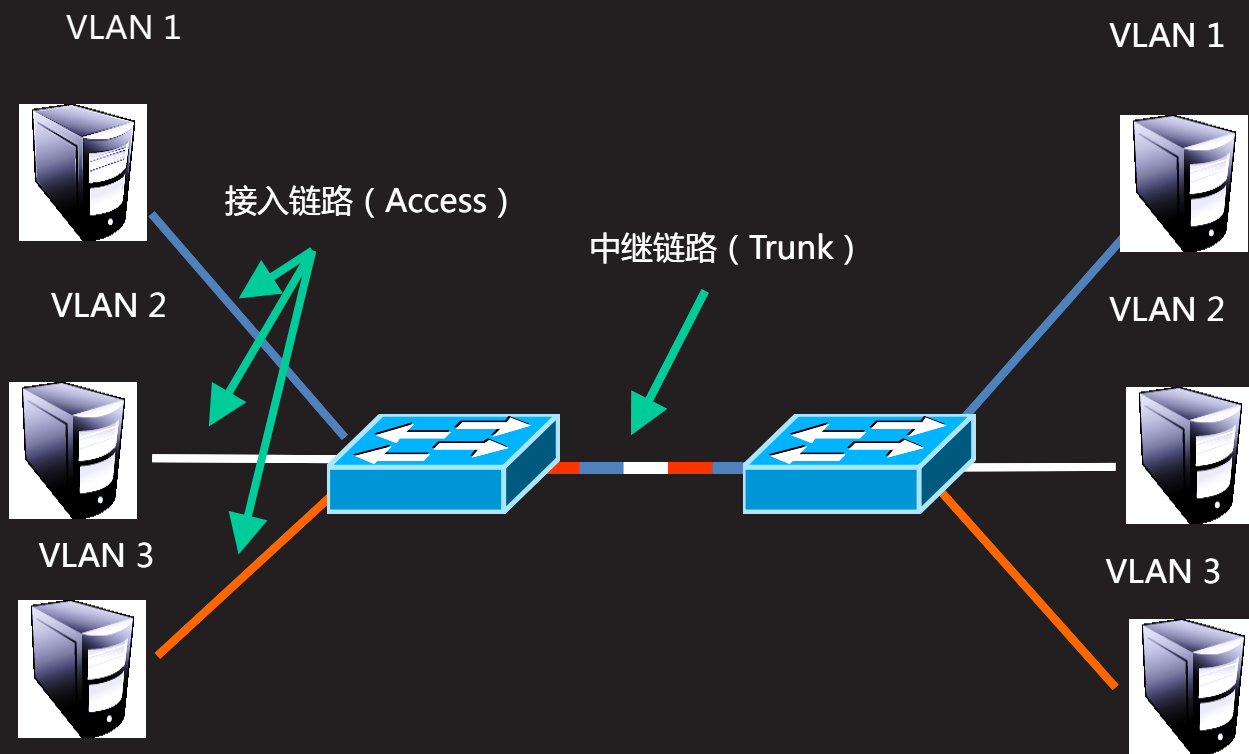 VLAN 1
VLAN 1
接入链路（Access）
中继链路（Trunk）
VLAN 2
VLAN 2
VLAN 3
VLAN 3